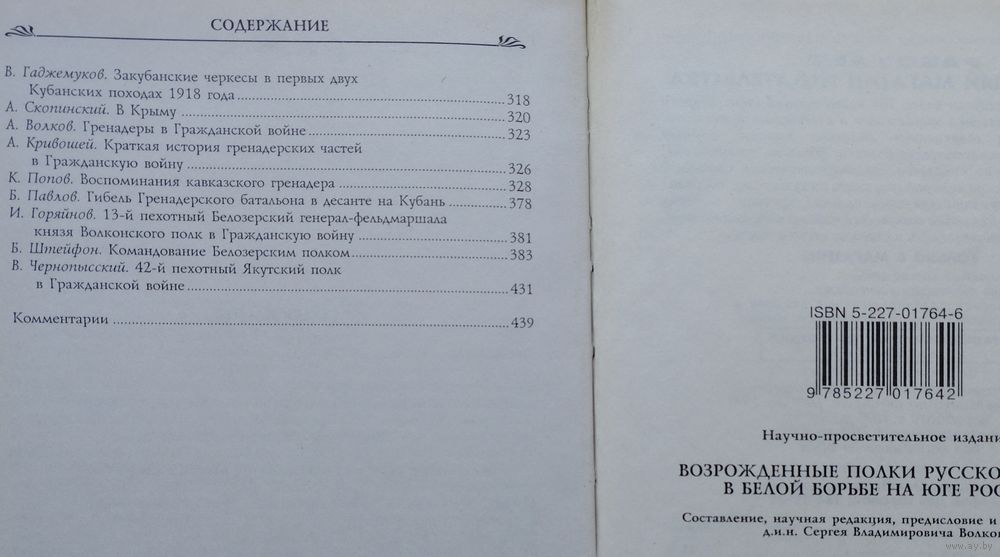 СОДЕРЖАНИЕ
В. Гаджемуков. Закубанские черкесы в первых двух
Кубанских походах 1918 года 318
А. Скопинский. В Крыму 320
А. Волков. Гренадеры в Гражданской войне 323
А. Кривошей. Краткая история гренадерских частей
в Гражданскую войну 326
К. Попов. Воспоминания кавказского гренадера 328
Б. Павлов. Гибель Гренадерского батальона в десанте на Кубань 378
И. Горяйнов. 13-й пехотный Белозерский генерал-фельдмаршала
князя Волконского полк в Гражданскую войну 381
Б. Штейфон. Командование Белозерским полком 383
В. Чернопысский. 42-й пехотный Якутский полк
в Гражданской войне 431
Комментарии 439
ISBN 5-227-01764-6
9 785227 017642
Научно-просветительное издани
ВОЗРОЖДЕННЫЕ ПОЛКИ РУССКО
В БЕЛОЙ БОРЬБЕ НА ЮГЕ РОС
Составление, научная редакция, предисловие и
д.и.н. Сергея Владимировича Волко
www.ay.by